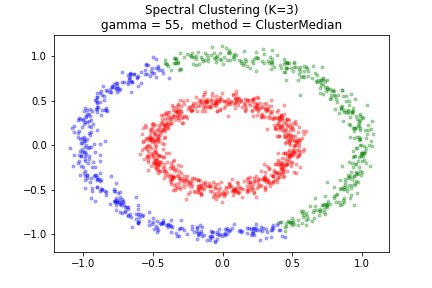 Spectral Clustering (K=3)
gamma = 55,  method = ClusterMedian
1.0
0.5
0.0
−0.5
−1.0
−1.0 −0.5 0.0 0.5 1.0